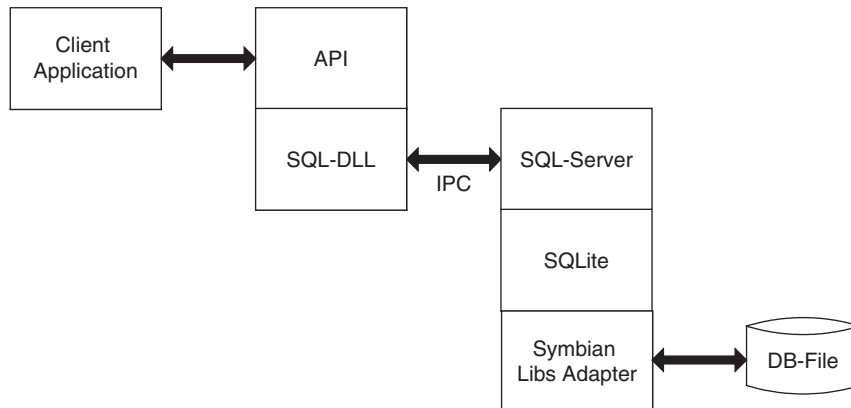 Client
Application
API
SQL-DLL
IPC
SQL-Server
SQLite
Symbian
Libs Adapter
DB-File